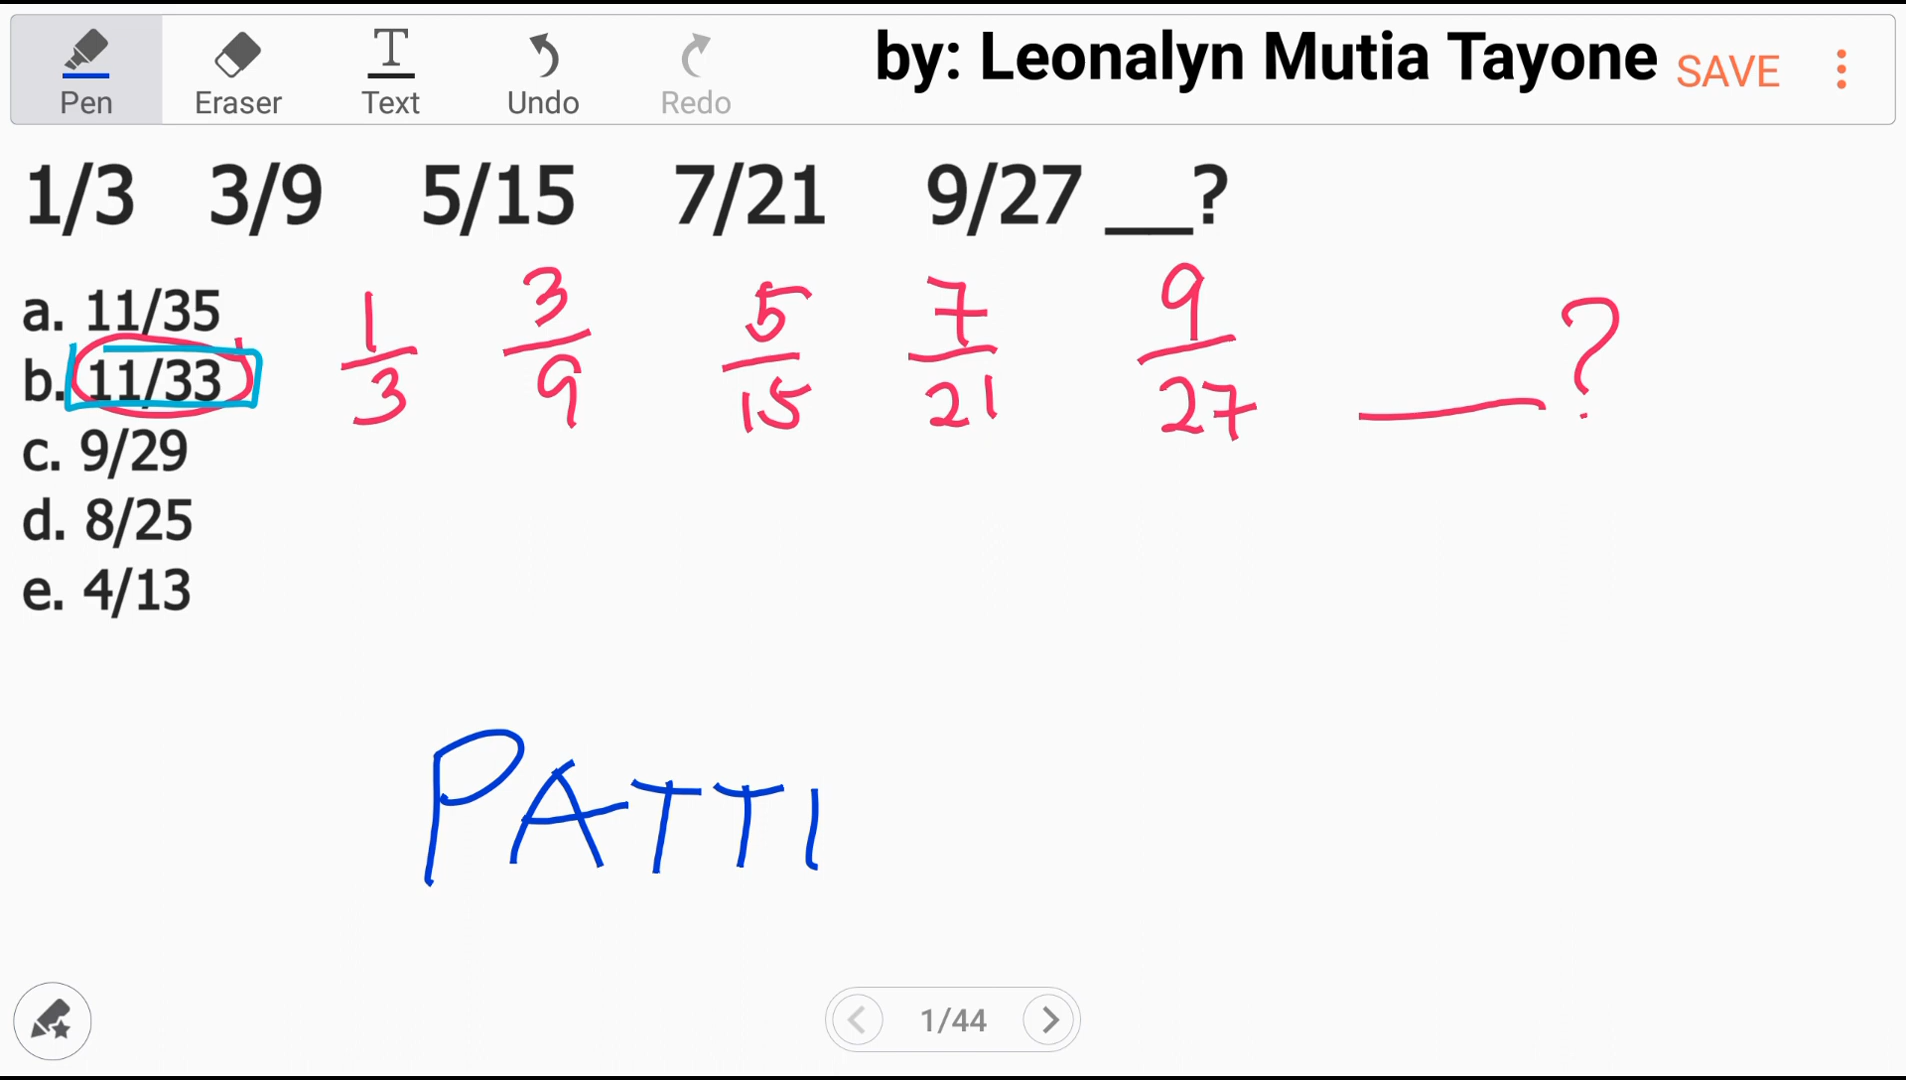 by: Leonalyn Mutia Tayone
SAVE
Pen Eraser Text Undo Redo
1/3 3/9 5/15 7/21 9/27 __?
a. 11/35
b. 11/33
c. 9/29
d. 8/25
e. 4/13
1/3 3/9 5/15 7/21 9/27 __?
PATTI
1/44